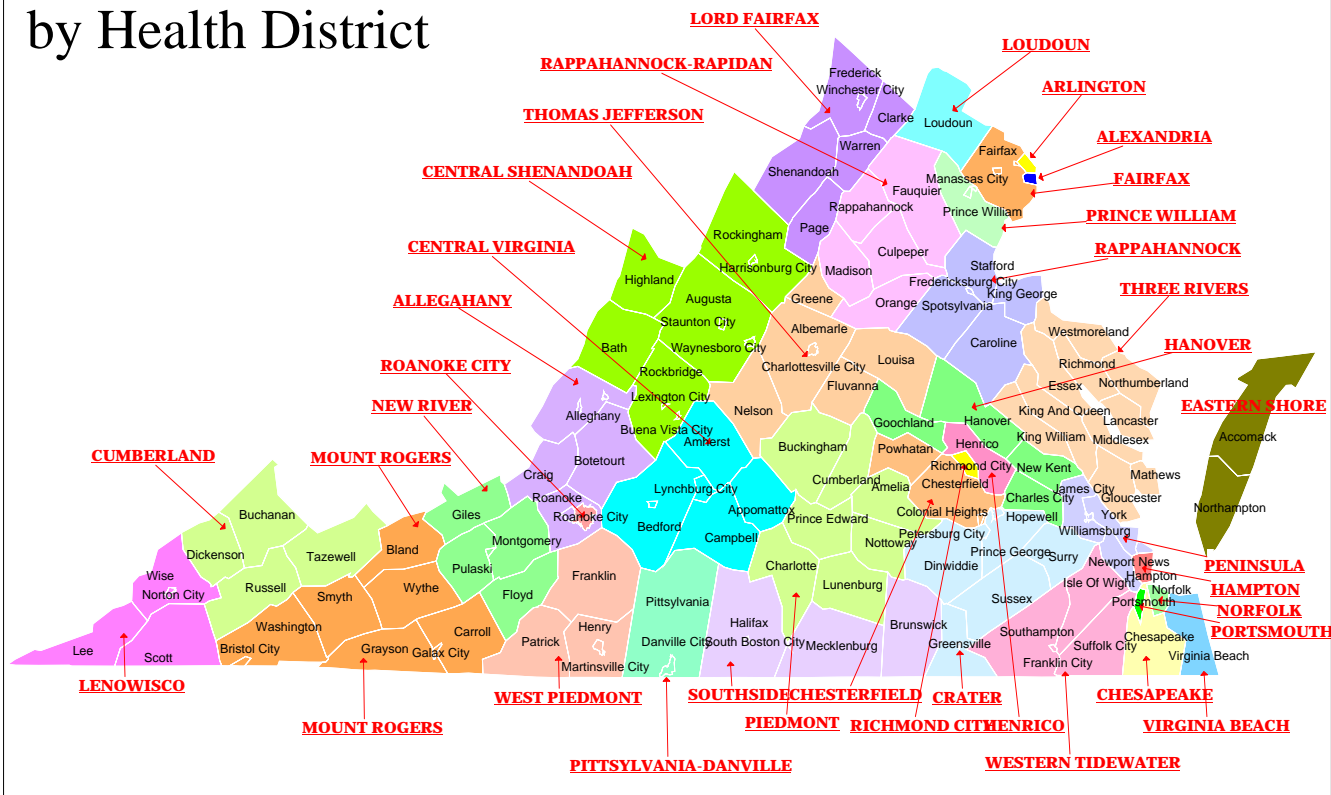 by Health District
LORD FAIRFAX
LOUDOUN
RAPPAHANNOCK-RAPIDAN
ARLINGTON
THOMAS JEFFERSON
ALEXANDRIA
CENTRAL SHENANDOAH
FAIRFAX
PRINCE WILLIAM
CENTRAL VIRGINIA
RAPPAHANNOCK
ALLEGAHANY
THREE RIVERS
ROANOKE CITY
HANOVER
NEW RIVER
EASTERN SHORE
CUMBERLAND
MOUNT ROGERS
PENINSULA
HAMPTON
NORFOLK
PORTSMOUTH
LENOWISCO
WEST PIEDMONT
SOUTHSIDE
CHESTERFIELD
CRATER
CHESAPEAKE
MOUNT ROGERS
PIEDMONT
RICHMOND CITY
HENRICO
VIRGINIA BEACH
PITTSYLVANIA-DANVILLE
WESTERN TIDEWATER
Frederick
Winchester City
Clarke
Loudoun
Warren
Fairfax
Shenandoah
Manassas City
Fauquier
Rappahannock
Prince William
Page
Rockingham
Culpeper
Harrisonburg City
Madison
Stafford
Highland
Fredericksburg City
King George
Augusta
Greene
Orange
Spotsylvania
Staunton City
Albemarle
Westmoreland
Bath
Waynesboro City
Caroline
Louisa
Richmond
Rockbridge
Charlottesville City
Fluvanna
Essex
Northumberland
Lexington City
Nelson
King And Queen
Lancaster
Alleghany
Goochland
Hanover
Buena Vista City
Amherst
King William
Middlesex
Accomack
Buckingham
Powhatan
Henrico
Botetourt
Richmond City
New Kent
Mathews
Craig
Cumberland
Amelia
Chesterfield
James City
Lynchburg City
Roanoke
Charles City
Gloucester
Appomattox
Colonial Heights
Hopewell
York
Northampton
Buchanan
Giles
Roanoke City
Bedford
Prince Edward
Petersburg City
Williamsburg
Campbell
Nottoway
Prince George
Surry
Dickenson
Tazewell
Bland
Montgomery
Charlotte
Dinwiddie
Newport News
Wise
Pulaski
Franklin
Lunenburg
Isle Of Wight
Hampton
Norfolk
Norton City
Russell
Smyth
Wythe
Floyd
Pittsylvania
Sussex
Portsmouth
Washington
Carroll
Henry
Halifax
Brunswick
Southampton
Chesapeake
Lee
Scott
Bristol City
Grayson
Galax City
Patrick
Danville City
South Boston City
Mecklenburg
Greensville
Suffolk City
Virginia Beach
Martinsville City
Franklin City